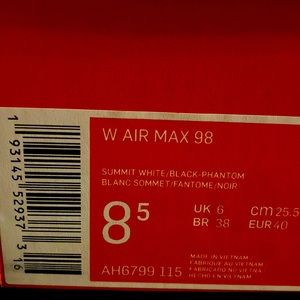 W AIR MAX 98
SUMMIT WHITE/BLACK-PHANTOM
BLANC SOMMET/FANTOME/NOIR
8 5
UK 6 cm 25.5
BR 38 EUR 40
AH6799 115
MADE IN VIETNAM
FABRIQUE AU VIETNAM
FABRICADO NO VIETNA
HECHO EN VIETNAM
1 93145 52937 3 16